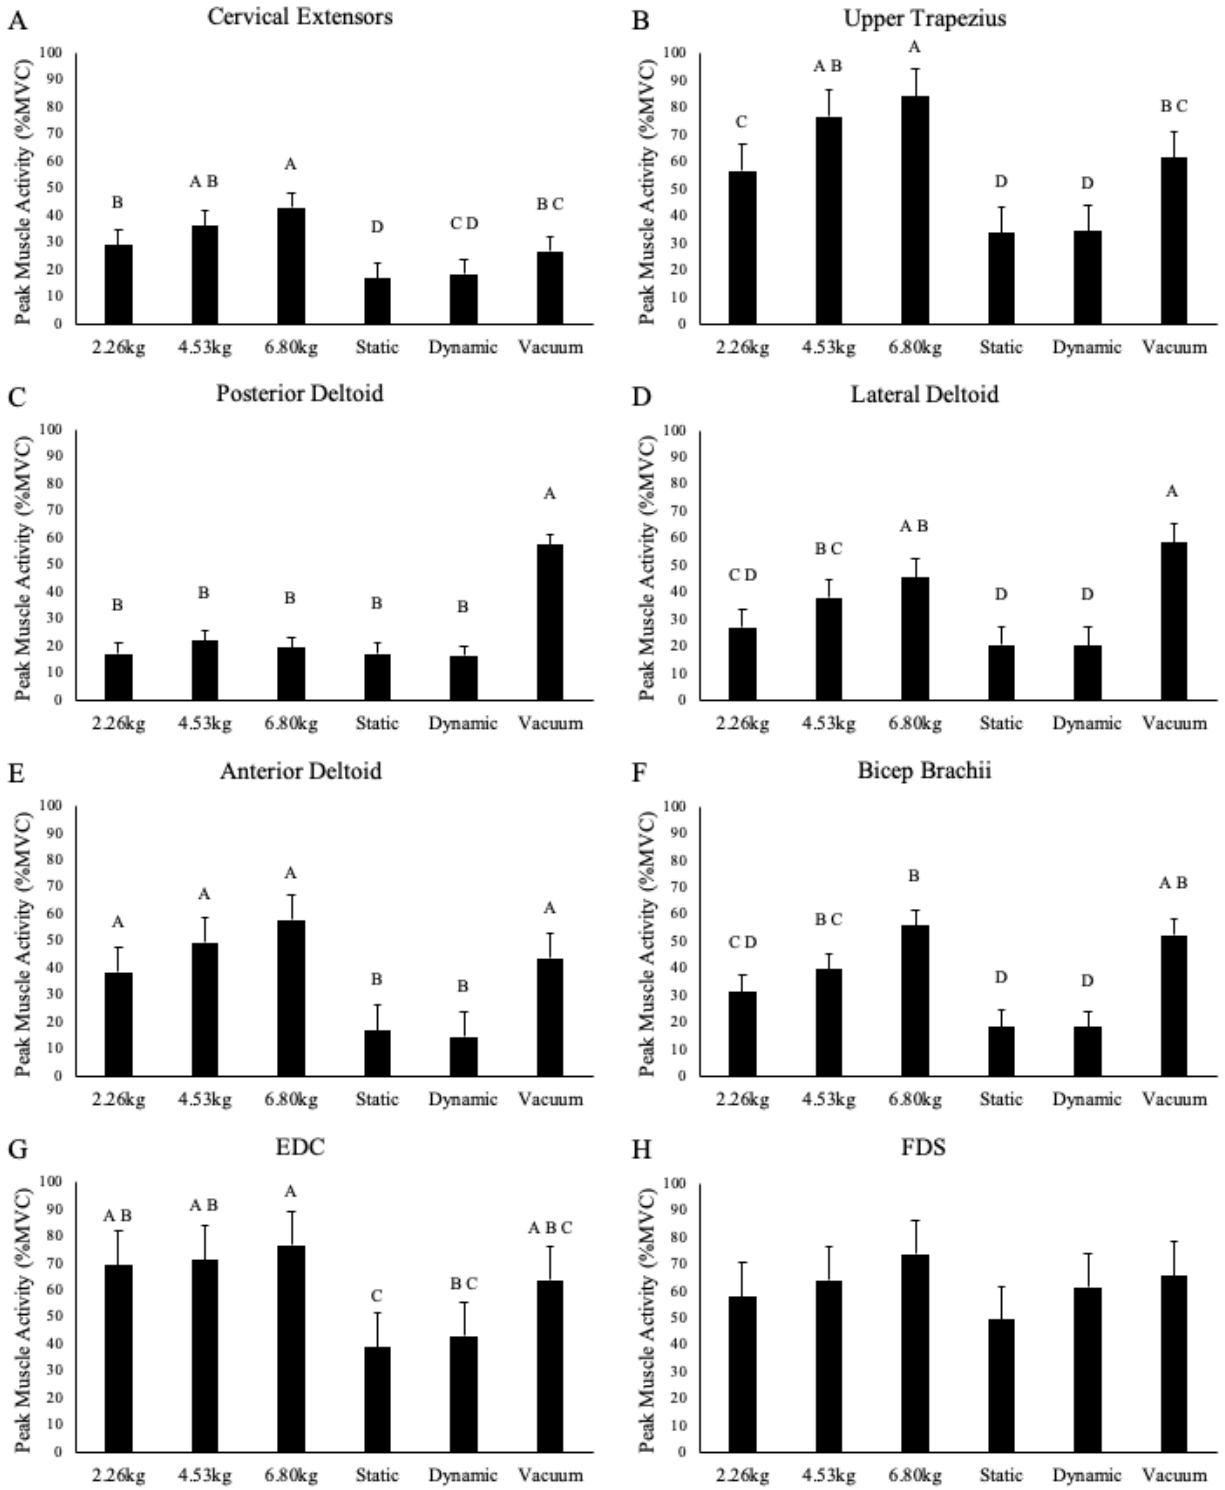 A Cervical Extensors
Peak Muscle Activity (%MVC)
100
90
80
70
60
50
40
30
20
10
0
B
A B
A
D
C D
B C
2.26kg 4.53kg 6.80kg Static Dynamic Vacuum
B Upper Trapezius
Peak Muscle Activity (%MVC)
100
90
80
70
60
50
40
30
20
10
0
C
A B
A
D
D
B C
2.26kg 4.53kg 6.80kg Static Dynamic Vacuum
C Posterior Deltoid
Peak Muscle Activity (%MVC)
100
90
80
70
60
50
40
30
20
10
0
B
B
B
B
B
A
2.26kg 4.53kg 6.80kg Static Dynamic Vacuum
D Lateral Deltoid
Peak Muscle Activity (%MVC)
100
90
80
70
60
50
40
30
20
10
0
C D
B C
A B
D
D
A
2.26kg 4.53kg 6.80kg Static Dynamic Vacuum
E Anterior Deltoid
Peak Muscle Activity (%MVC)
100
90
80
70
60
50
40
30
20
10
0
A
A
A
B
B
A
2.26kg 4.53kg 6.80kg Static Dynamic Vacuum
F Bicep Brachii
Peak Muscle Activity (%MVC)
100
90
80
70
60
50
40
30
20
10
0
C D
B C
B
D
D
A B
2.26kg 4.53kg 6.80kg Static Dynamic Vacuum
G EDC
Peak Muscle Activity (%MVC)
100
90
80
70
60
50
40
30
20
10
0
A B
A B
A
C
B C
A B C
2.26kg 4.53kg 6.80kg Static Dynamic Vacuum
H FDS
Peak Muscle Activity (%MVC)
100
90
80
70
60
50
40
30
20
10
0
2.26kg 4.53kg 6.80kg Static Dynamic Vacuum